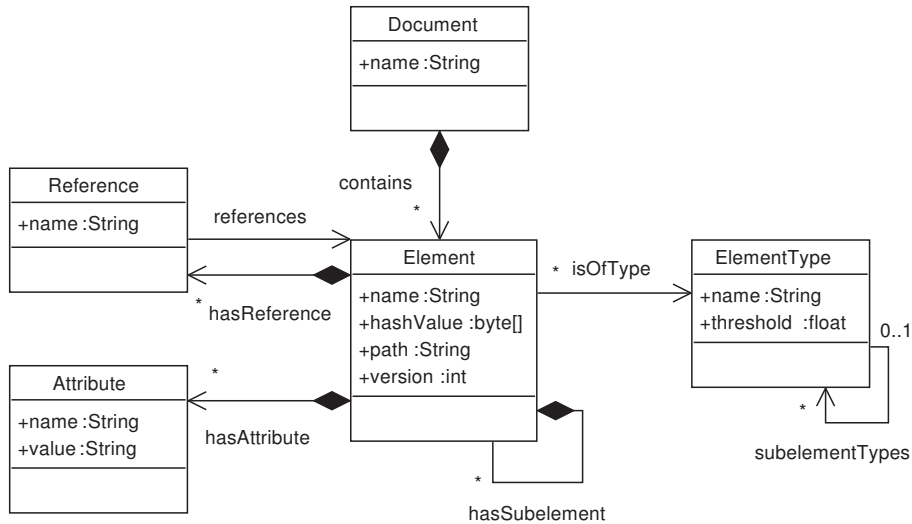 Document
+name :String
contains
*
Reference
+name :String
references
* hasReference
Element
+name :String
+hashValue :byte[]
+path :String
+version :int
* isOfType
ElementType
+name :String
+threshold :float
0..1
*
subelementTypes
Attribute
+name :String
+value :String
*
hasAttribute
*
hasSubelement